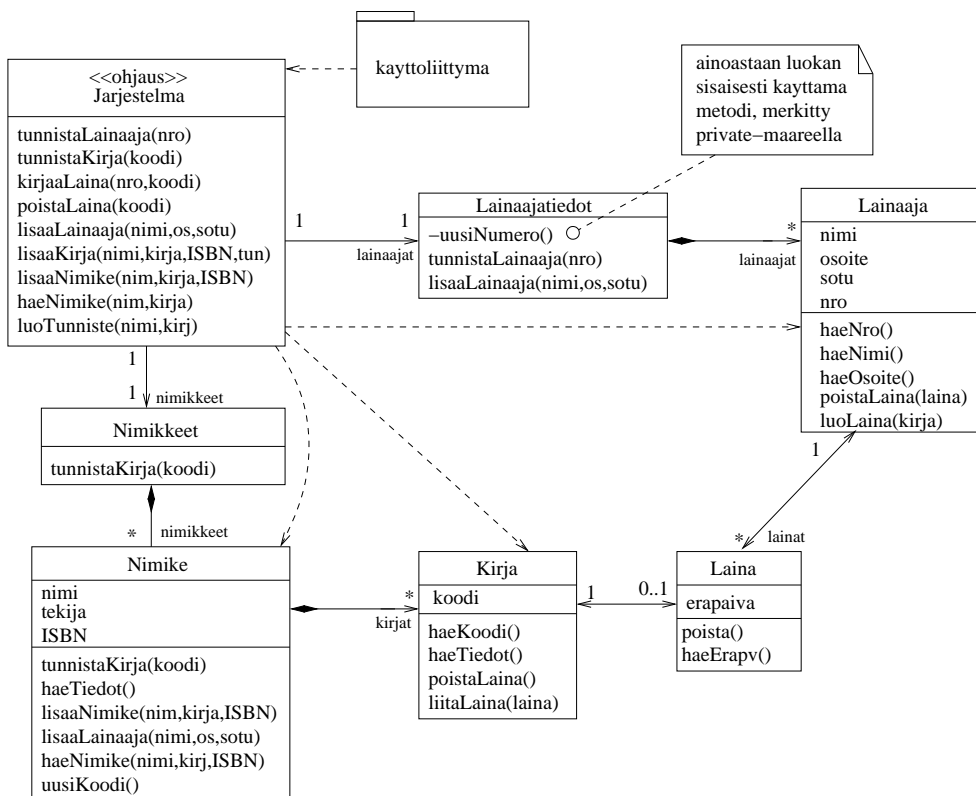 kayttoliittyma
<<ohjaus>>
Jarjestelma
tunnistaLainaaja(nro)
tunnistaKirja(koodi)
kirjaaLaina(nro,koodi)
poistaLaina(koodi)
lisaaLainaaja(nimi,os,sotu)
lisaaKirja(nimi,kirja,ISBN,tun)
lisaaNimike(nim,kirja,ISBN)
haeNimike(nim,kirja)
luoTunniste(nimi,kirj)
ainoastaan luokan
sisaisesti kayttama
metodi, merkitty
private−maareella
1
1
lainaajat
Lainaajatiedot
−uusiNumero()
tunnistaLainaaja(nro)
lisaaLainaaja(nimi,os,sotu)
*
lainaajat
Lainaaja
nimi
osoite
sotu
nro
haeNro()
haeNimi()
haeOsoite()
poistaLaina(laina)
luoLaina(kirja)
1
1
nimikkeet
Nimikkeet
tunnistaKirja(koodi)
*
nimikkeet
1
*
lainat
Nimike
nimi
tekija
ISBN
tunnistaKirja(koodi)
haeTiedot()
lisaaNimike(nim,kirja,ISBN)
lisaaLainaaja(nimi,os,sotu)
haeNimike(nimi,kirj,ISBN)
uusiKoodi()
*
kirjat
Kirja
koodi
haeKoodi()
haeTiedot()
poistaLaina()
liitaLaina(laina)
1
0..1
Laina
erapaiva
poista()
haeErapv()